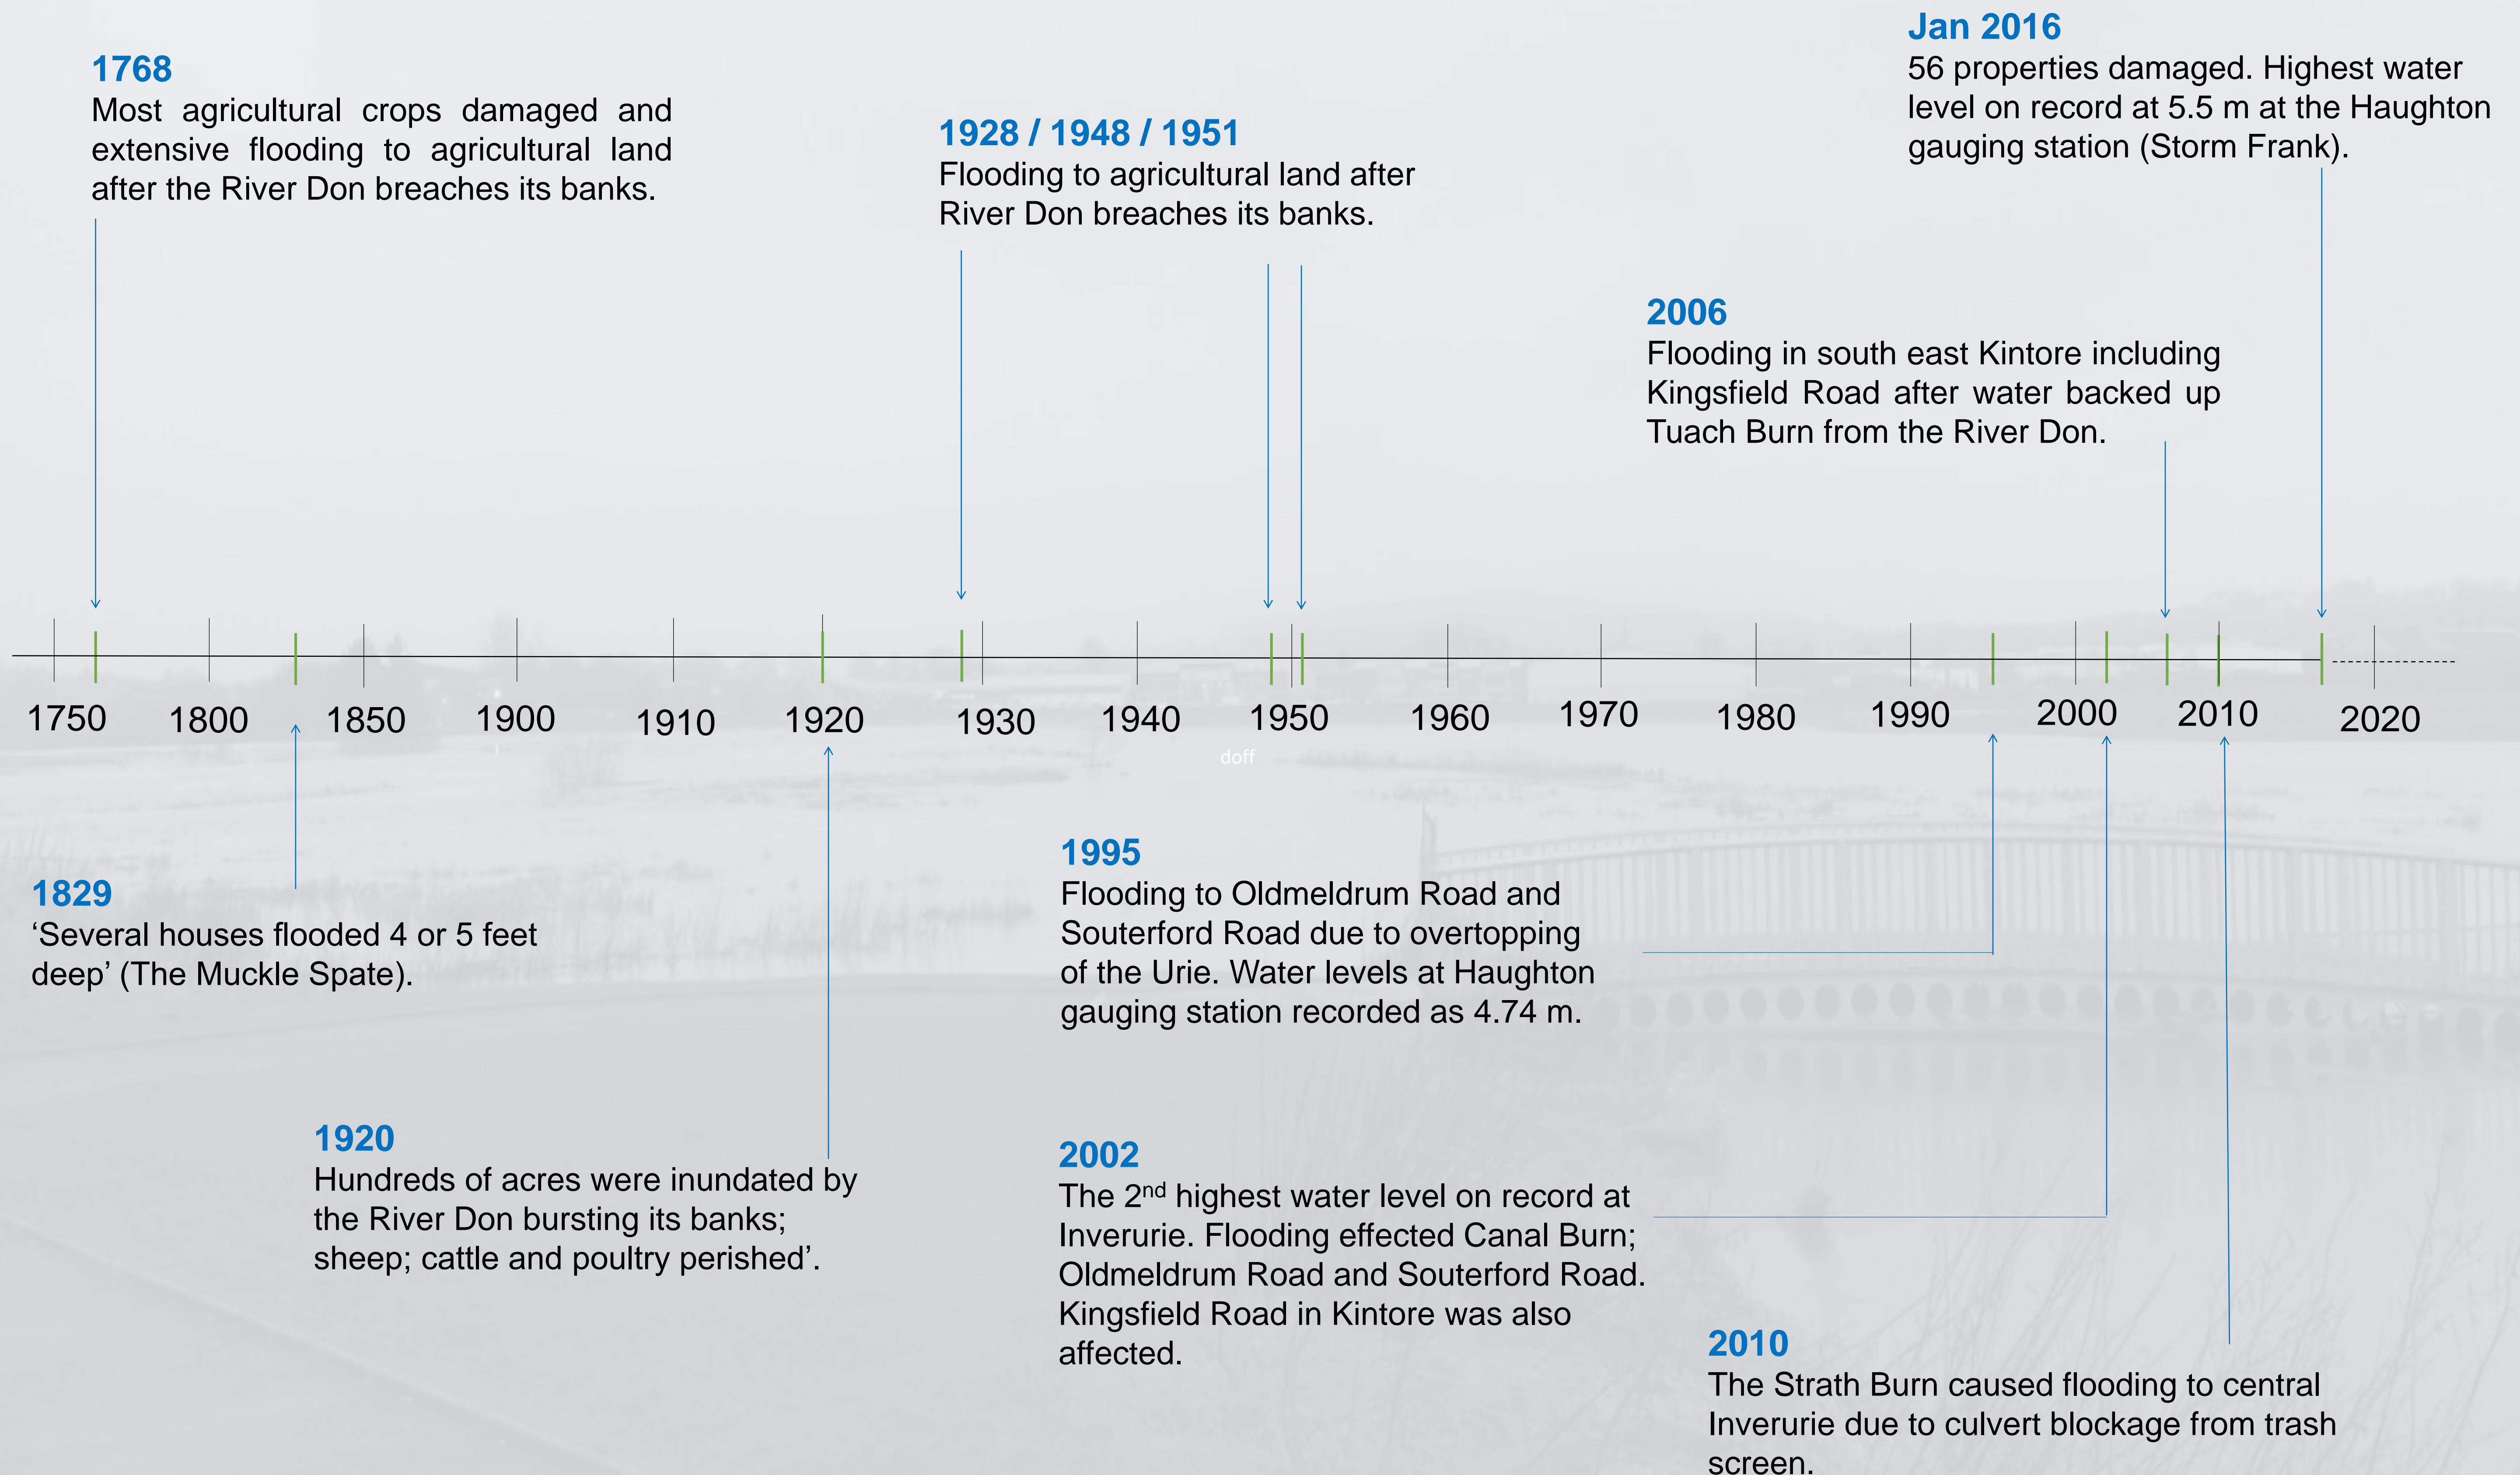 1768
Most agricultural crops damaged and
extensive flooding to agricultural land
after the River Don breaches its banks.
1928 / 1948 / 1951
Flooding to agricultural land after
River Don breaches its banks.
Jan 2016
56 properties damaged. Highest water
level on record at 5.5 m at the Haughton
gauging station (Storm Frank).
2006
Flooding in south east Kintore including
Kingsfield Road after water backed up
Tuach Burn from the River Don.
1750 1800 1850 1900 1910 1920 1930 1940 1950 1960 1970 1980 1990 2000 2010 2020
doff
1829
‘Several houses flooded 4 or 5 feet
deep’ (The Muckle Spate).
1920
Hundreds of acres were inundated by
the River Don bursting its banks;
sheep; cattle and poultry perished’.
1995
Flooding to Oldmeldrum Road and
Souterford Road due to overtopping
of the Urie. Water levels at Haughton
gauging station recorded as 4.74 m.
2002
The 2nd highest water level on record at
Inverurie. Flooding effected Canal Burn;
Oldmeldrum Road and Souterford Road.
Kingsfield Road in Kintore was also
affected.
2010
The Strath Burn caused flooding to central
Inverurie due to culvert blockage from trash
screen.